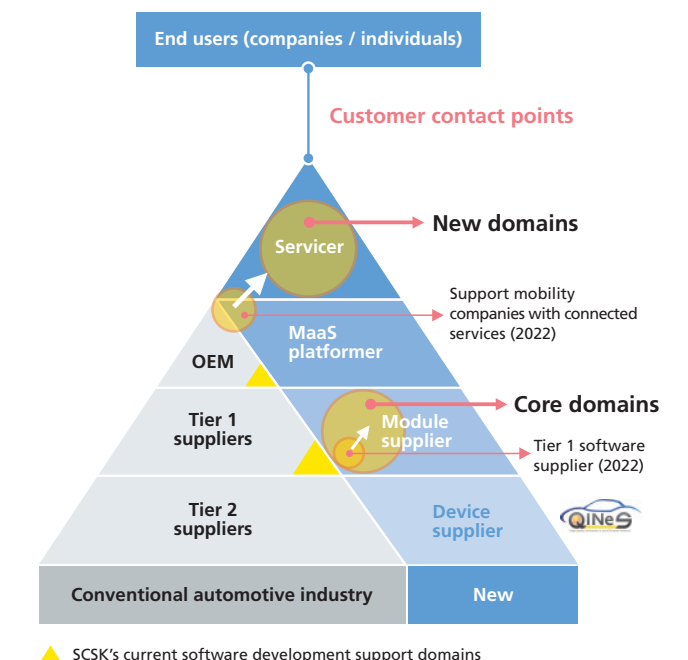 End users (companies / individuals)
Customer contact points
New domains
Servicer
Support mobility
companies with connected
services (2022)
MaaS
platformer
OEM
Core domains
Tier 1
suppliers
Module
supplier
Tier 1 software
supplier (2022)
Tier 2
suppliers
Device
supplier
QINeS
Conventional automotive industry
New
SCSK's current software development support domains